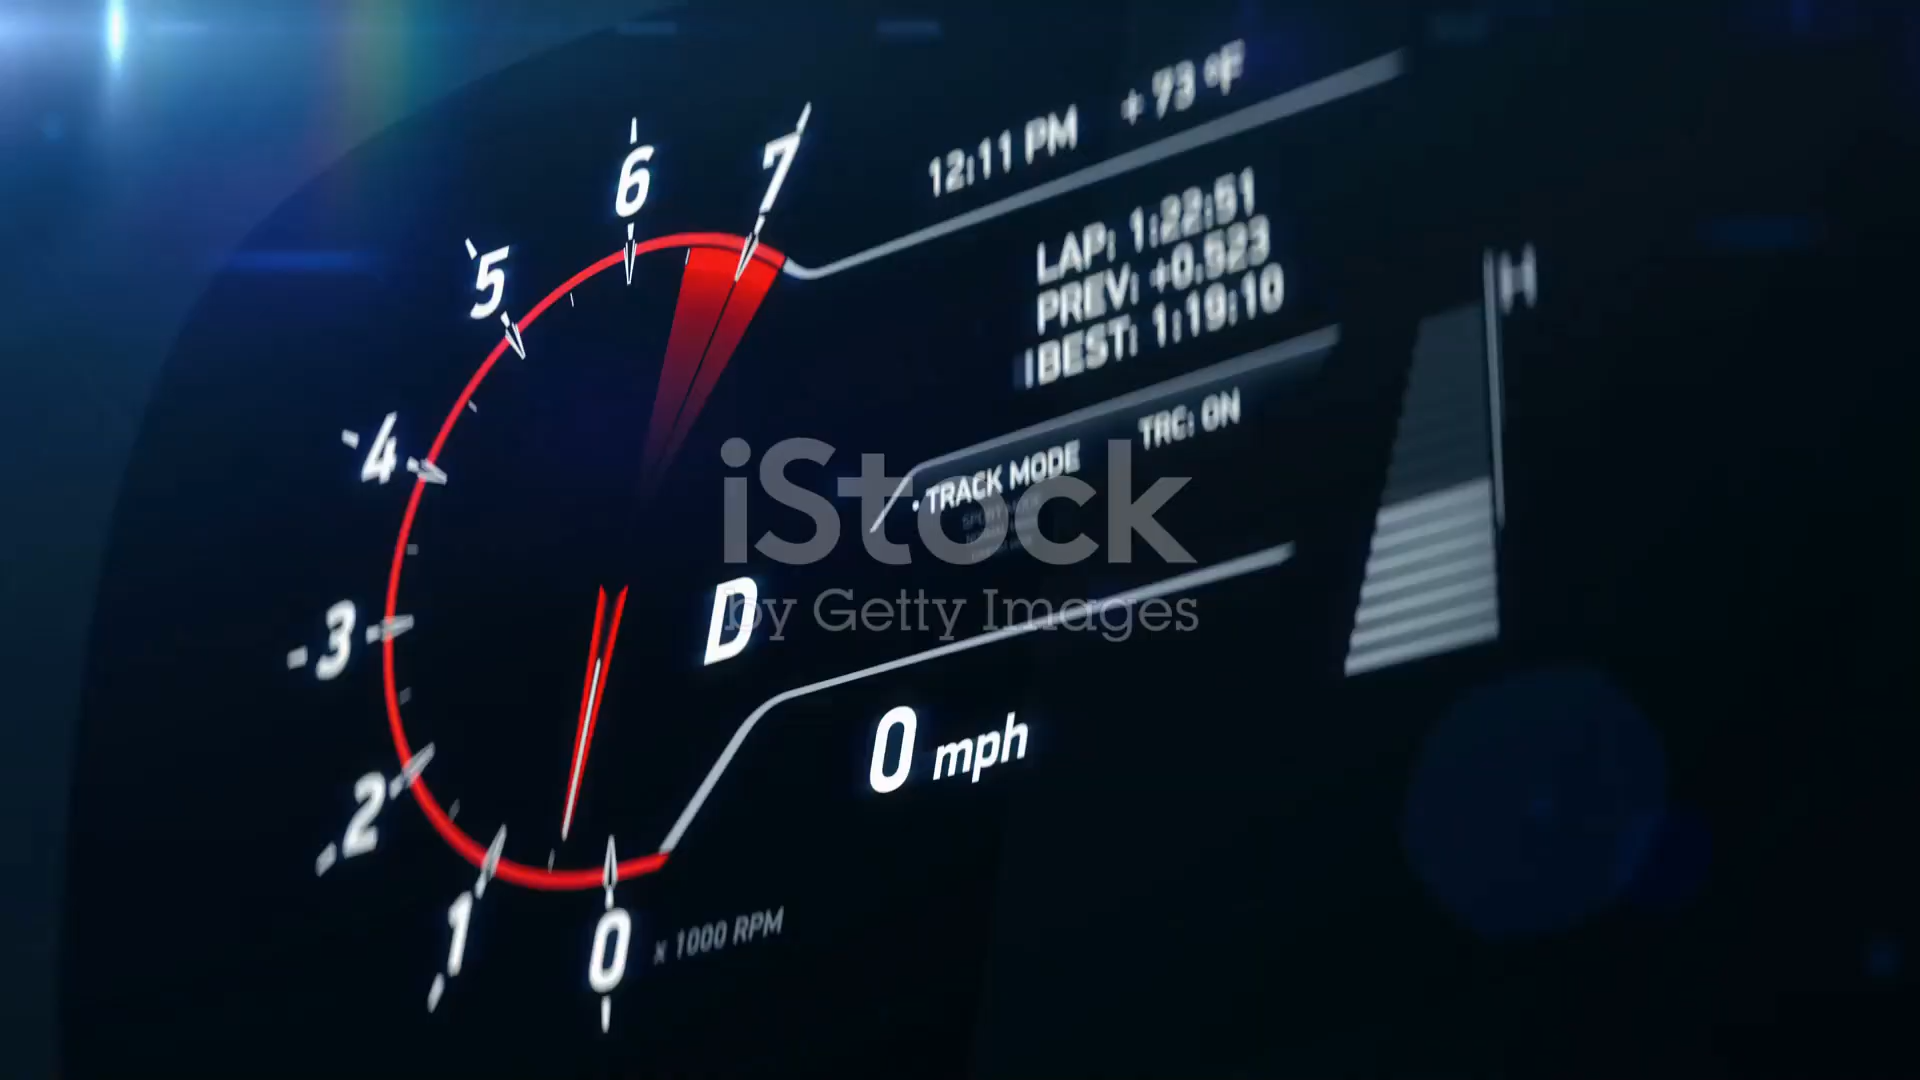 12:11 PM +73 °F
LAP: 1:22:51
PREV: +0.523
BEST: 1:19:10
TRC: ON
TRACK MODE
7
6
5
4
3
2
1
0
x 1000 RPM
D
0 mph
H
iStock
by Getty Images